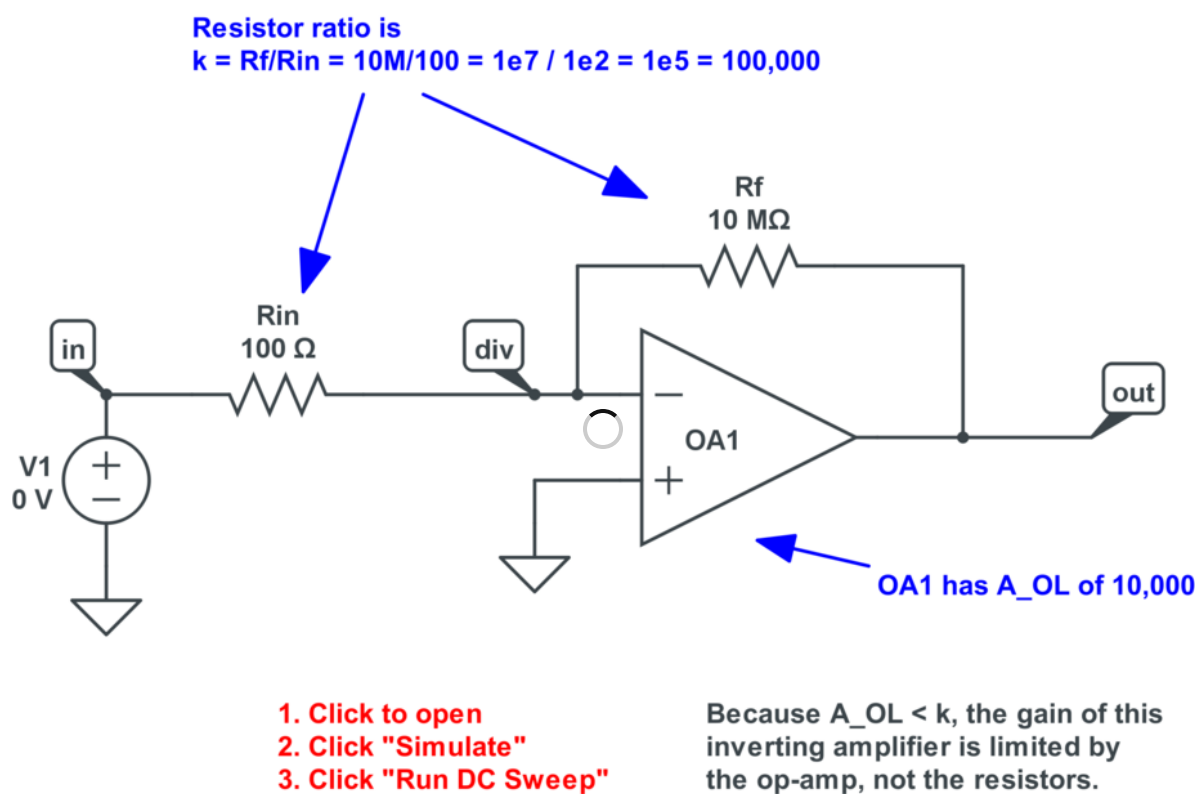 Resistor ratio is
k = Rf/Rin = 10M/100 = 1e7 / 1e2 = 1e5 = 100,000
Rf
10 MΩ
Rin
100 Ω
in
div
out
OA1
V1
0 V
OA1 has A_OL of 10,000
1. Click to open
2. Click "Simulate"
3. Click "Run DC Sweep"
Because A_OL < k, the gain of this
inverting amplifier is limited by
the op-amp, not the resistors.